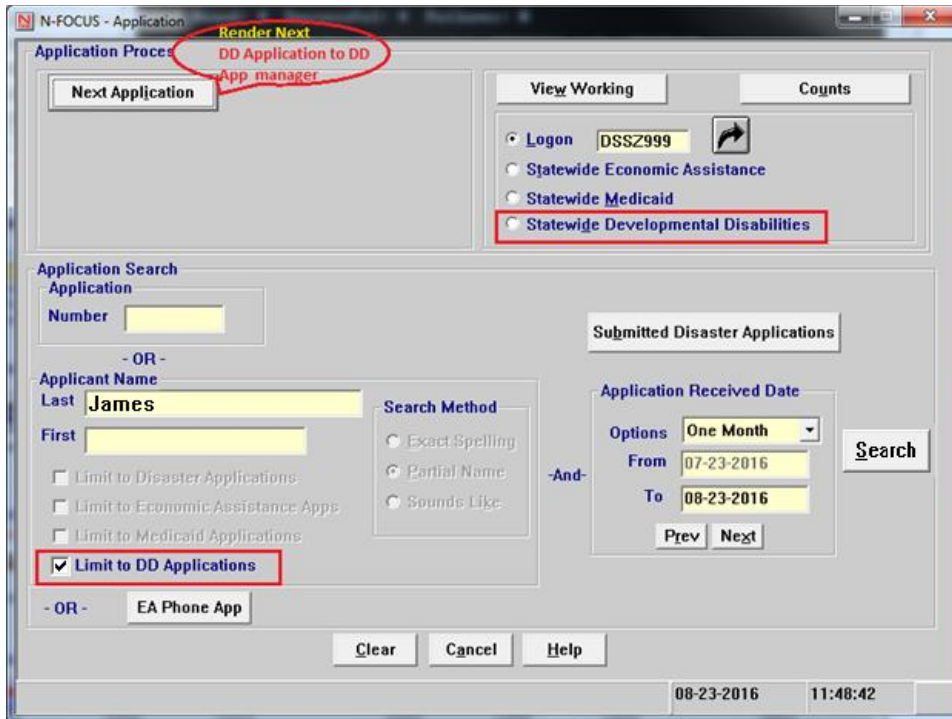 N-FOCUS - Application
Render Next
DD Application to DD
App manager
Application Proces
Next Application
View Working
Counts
Logon DSSZ999
Statewide Economic Assistance
Statewide Medicaid
Statewide Developmental Disabilities
Application Search
Application
Number
Submitted Disaster Applications
- OR -
Applicant Name
Last James
First
Search Method
Exact Spelling
Partial Name
Sounds Like
Limit to Disaster Applications
Limit to Economic Assistance Apps
Limit to Medicaid Applications
Limit to DD Applications
-And-
Application Received Date
Options One Month
From 07-23-2016
To 08-23-2016
Prev Next
Search
- OR - EA Phone App
Clear Cancel Help
08-23-2016 11:48:42